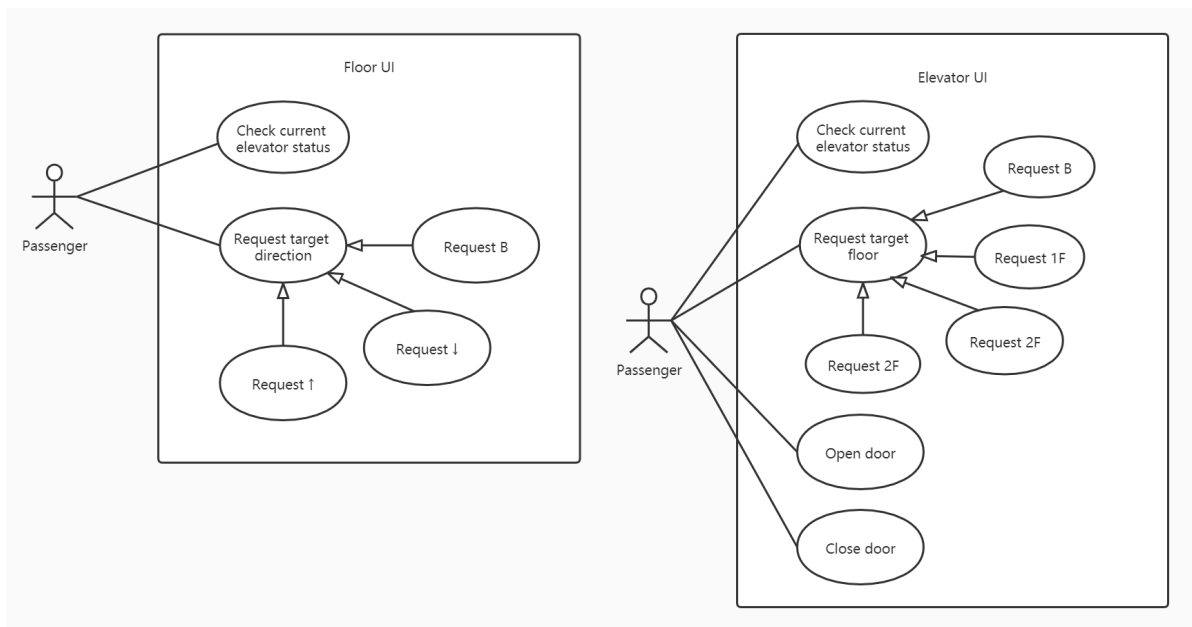 Floor UI
Check current
elevator status
Passenger
Request target
direction
Request B
Request ↓
Request ↑
Elevator UI
Check current
elevator status
Request B
Request target
floor
Request 1F
Request 2F
Request 2F
Passenger
Open door
Close door